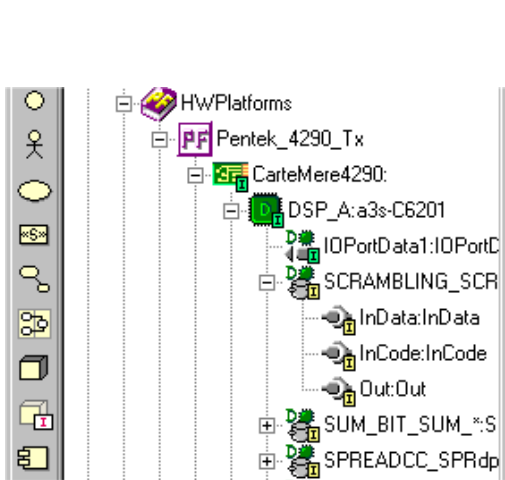 HWPlatforms
PF Pentek_4290_Tx
CarteMere4290:
DSP_A:a3s-C6201
IOPortData1:IOPortD
SCRAMBLING_SCR
InData:InData
InCode:InCode
Out:Out
SUM_BIT_SUM_*:S
SPREADCC_SPRdp
«S»